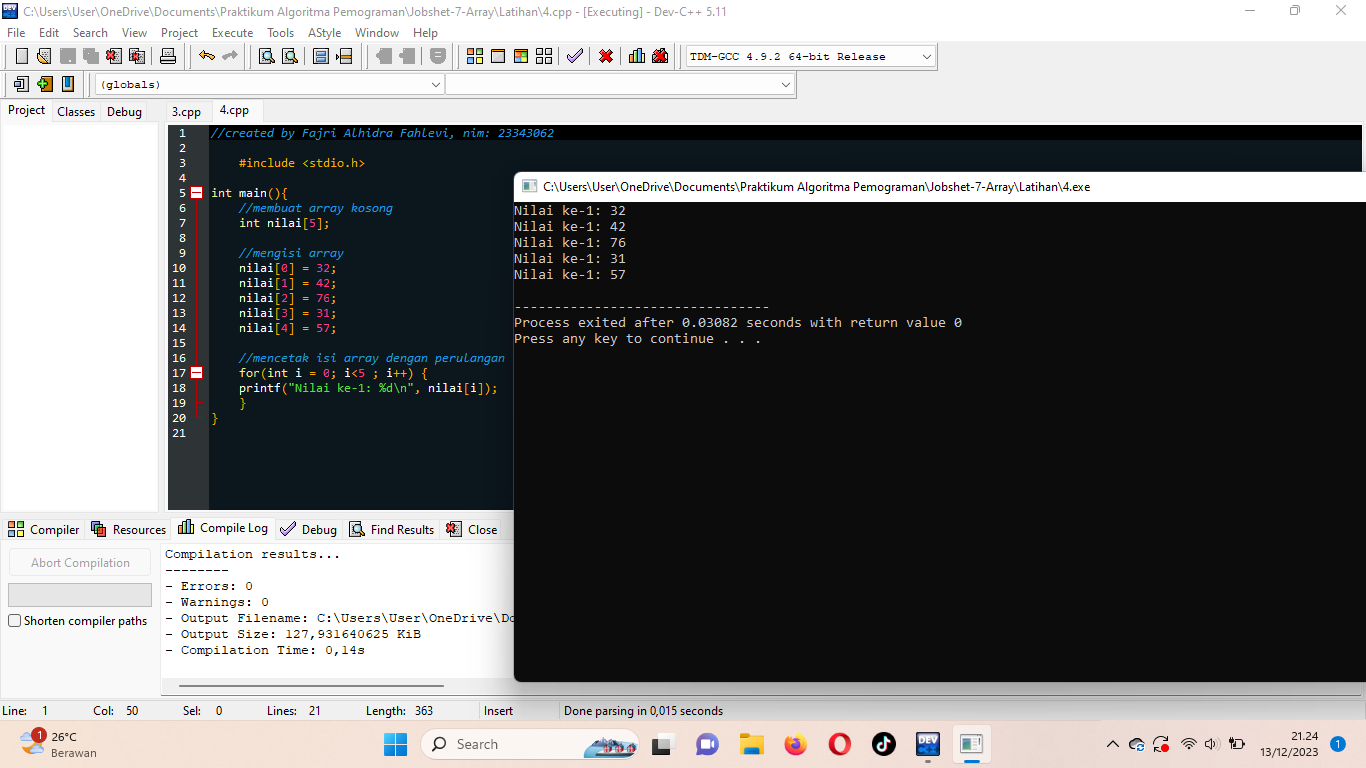 C:\Users\User\OneDrive\Documents\Praktikum Algoritma Pemograman\Jobshet-7-Array\Latihan\4.cpp - [Executing] - Dev-C++ 5.11
File Edit Search View Project Execute Tools AStyle Window Help
TDM-GCC 4.9.2 64-bit Release
(globals)
Project Classes Debug 3.cpp 4.cpp
1 //created by Fajri Alhidra Fahlevi, nim: 23343062
2
3 #include <stdio.h>
4
5 int main(){
6 //membuat array kosong
7 int nilai[5];
8
9 //mengisi array
10 nilai[0] = 32;
11 nilai[1] = 42;
12 nilai[2] = 76;
13 nilai[3] = 31;
14 nilai[4] = 57;
15
16 //mencetak isi array dengan perulangan
17 for(int i = 0; i<5 ; i++) {
18 printf("Nilai ke-1: %d\n", nilai[i]);
19 }
20 }
21
C:\Users\User\OneDrive\Documents\Praktikum Algoritma Pemograman\Jobshet-7-Array\Latihan\4.exe
Nilai ke-1: 32
Nilai ke-1: 42
Nilai ke-1: 76
Nilai ke-1: 31
Nilai ke-1: 57
--------------------------------
Process exited after 0.03082 seconds with return value 0
Press any key to continue . . .
Compiler Resources Compile Log Debug Find Results Close
Abort Compilation
Shorten compiler paths
Compilation results...
--------
- Errors: 0
- Warnings: 0
- Output Filename: C:\Users\User\OneDrive\Do
- Output Size: 127,931640625 KiB
- Compilation Time: 0,14s
Line: 1 Col: 50 Sel: 0 Lines: 21 Length: 363 Insert Done parsing in 0,015 seconds
1
26°C
Berawan
Search
DEV
21.24
13/12/2023
1